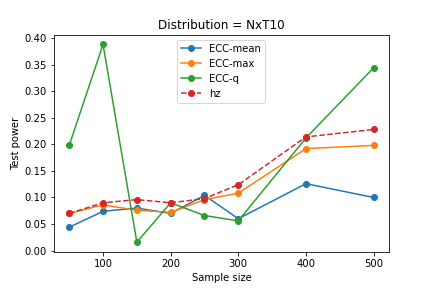 Distribution = NxT10
0.40
0.35
0.30
0.25
0.20
0.15
0.10
0.05
0.00
Test power
ECC-mean
ECC-max
ECC-q
hz
100
200
300
400
500
Sample size